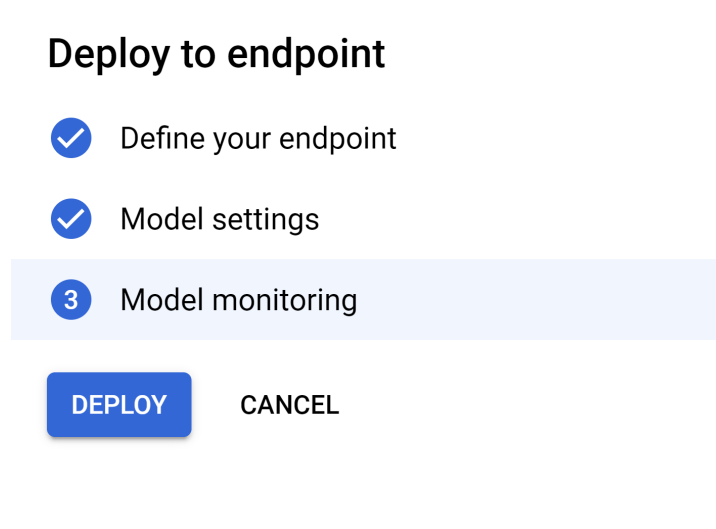 Deploy to endpoint
Define your endpoint
Model settings
3 Model monitoring
DEPLOY CANCEL